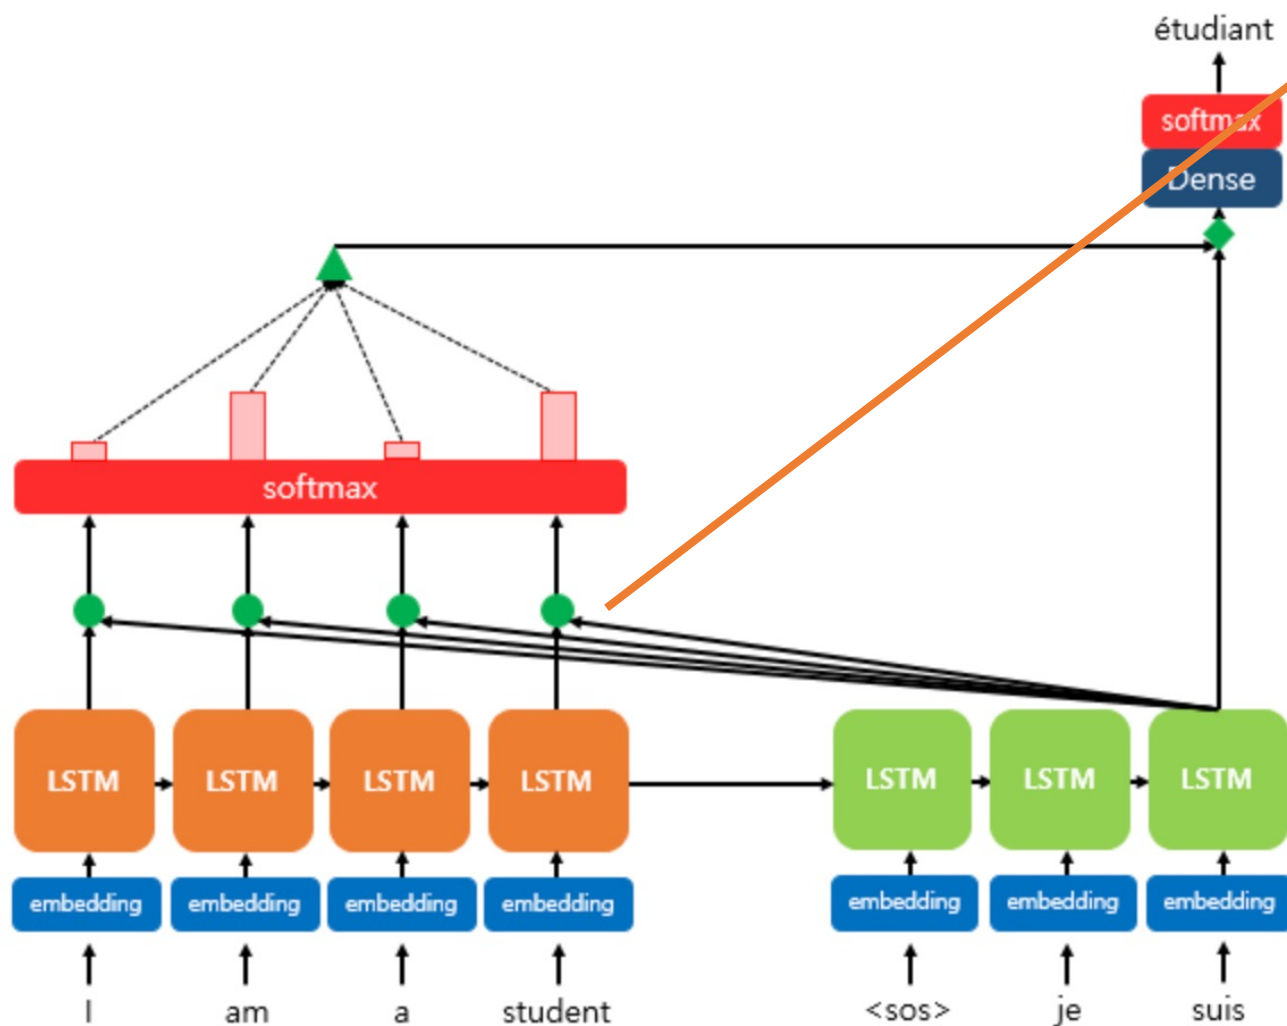 étudiant
softmax
Dense
softmax
LSTM LSTM LSTM LSTM LSTM LSTM LSTM
embedding embedding embedding embedding embedding embedding embedding
I am a student <sos> je suis